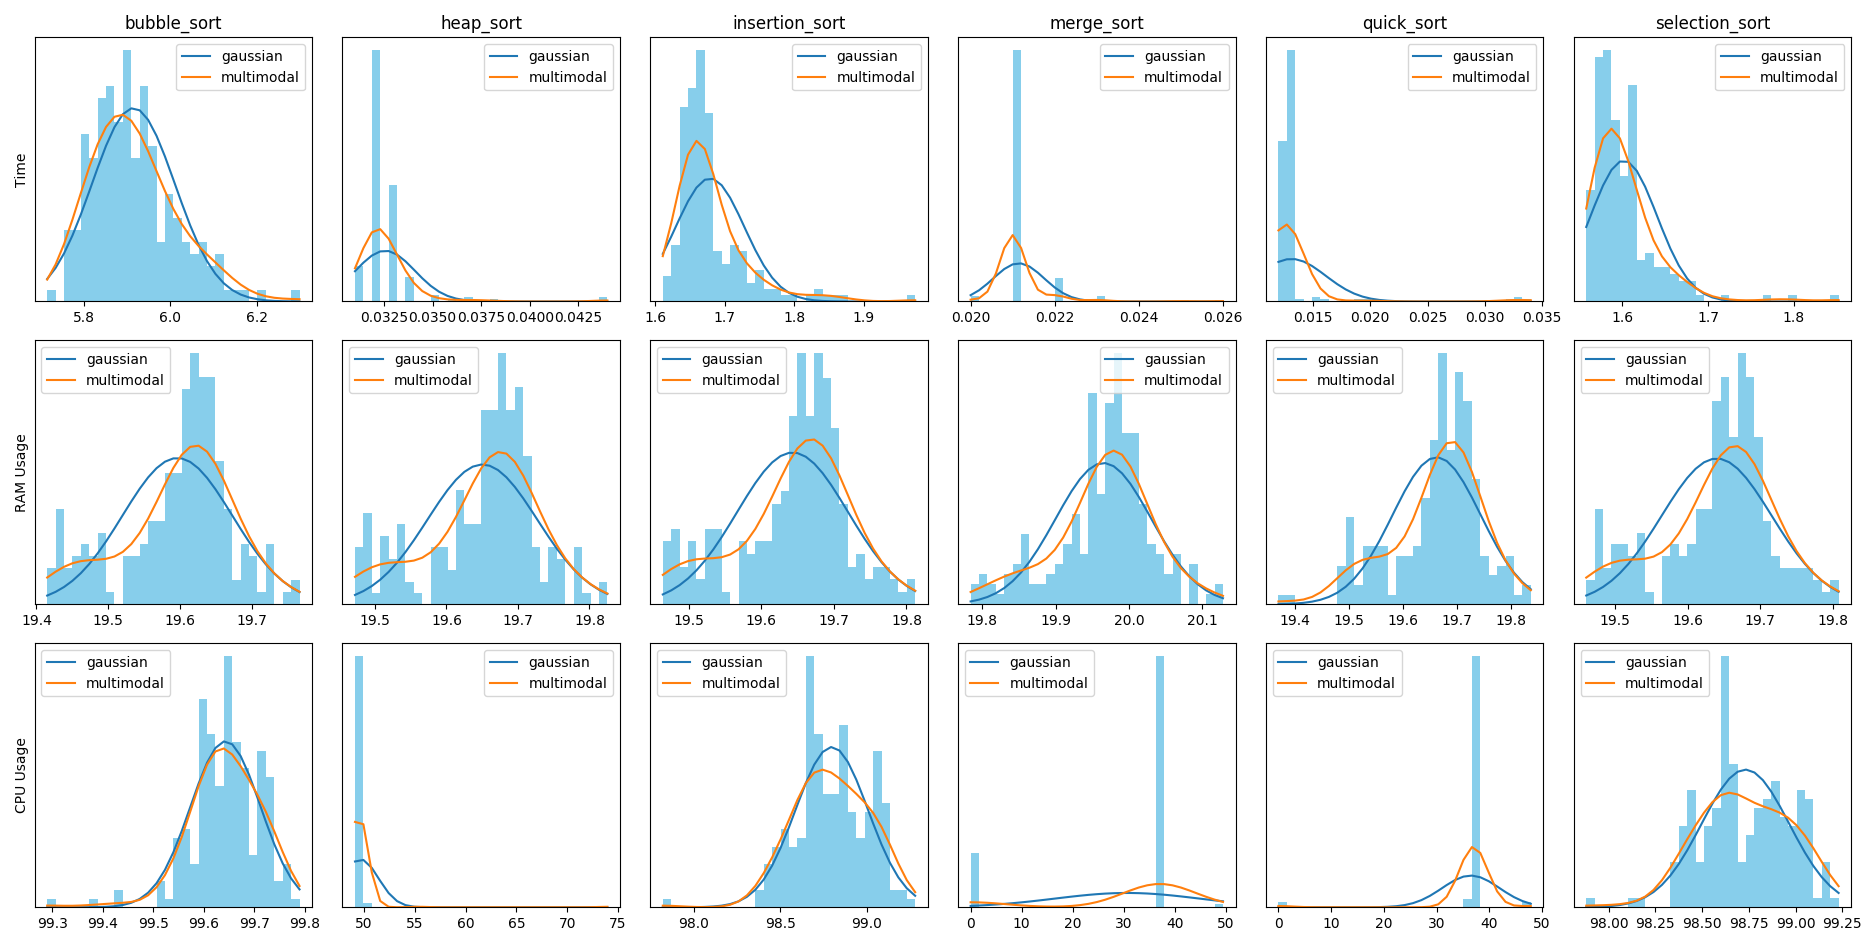 bubble_sort heap_sort insertion_sort merge_sort quick_sort selection_sort
gaussian gaussian gaussian gaussian gaussian gaussian
multimodal multimodal multimodal multimodal multimodal multimodal
Time
5.8 6.0 6.2 0.0325 0.0350 0.0375 0.0400 0.0425 1.6 1.7 1.8 1.9 0.020 0.022 0.024 0.026 0.015 0.020 0.025 0.030 0.035 1.6 1.7 1.8
gaussian gaussian gaussian gaussian gaussian gaussian
multimodal multimodal multimodal multimodal multimodal multimodal
RAM Usage
19.4 19.5 19.6 19.7 19.5 19.6 19.7 19.8 19.5 19.6 19.7 19.8 19.8 19.9 20.0 20.1 19.4 19.5 19.6 19.7 19.8 19.5 19.6 19.7 19.8
gaussian gaussian gaussian gaussian gaussian gaussian
multimodal multimodal multimodal multimodal multimodal multimodal
CPU Usage
99.3 99.4 99.5 99.6 99.7 99.8 50 55 60 65 70 75 98.0 98.5 99.0 0 10 20 30 40 50 0 10 20 30 40 50 98.00 98.25 98.50 98.75 99.00 99.25